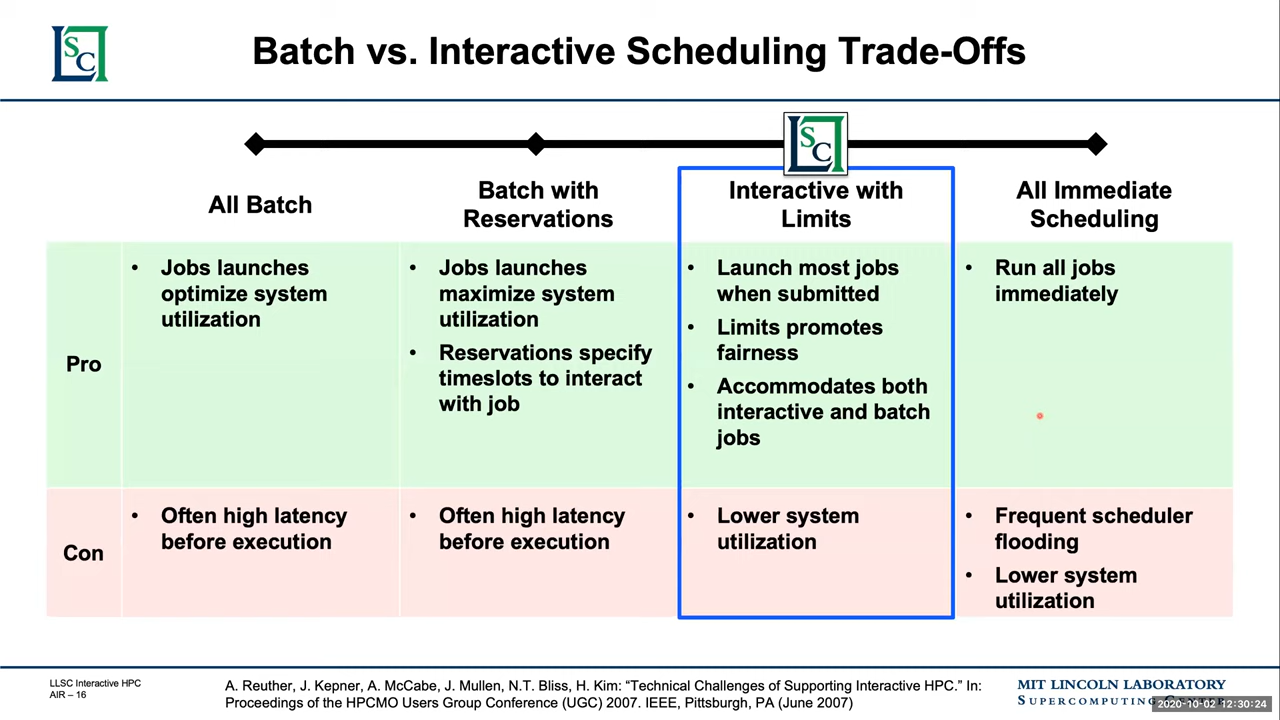 S
C
Batch vs. Interactive Scheduling Trade-Offs
S
C
All Batch
Batch with
Reservations
Interactive with
Limits
All Immediate
Scheduling
Pro
• Jobs launches
optimize system
utilization
• Jobs launches
maximize system
utilization
• Reservations specify
timeslots to interact
with job
• Launch most jobs
when submitted
• Limits promotes
fairness
• Accommodates both
interactive and batch
jobs
• Run all jobs
immediately
Con
• Often high latency
before execution
• Often high latency
before execution
• Lower system
utilization
• Frequent scheduler
flooding
• Lower system
utilization
LLSC Interactive HPC
AIR – 16
A. Reuther, J. Kepner, A. McCabe, J. Mullen, N.T. Bliss, H. Kim: “Technical Challenges of Supporting Interactive HPC.” In:
Proceedings of the HPCMO Users Group Conference (UGC) 2007. IEEE, Pittsburgh, PA (June 2007)
MIT LINCOLN LABORATORY
SUPERCOMPUTING CENTER
2020-10-02 12:30:24